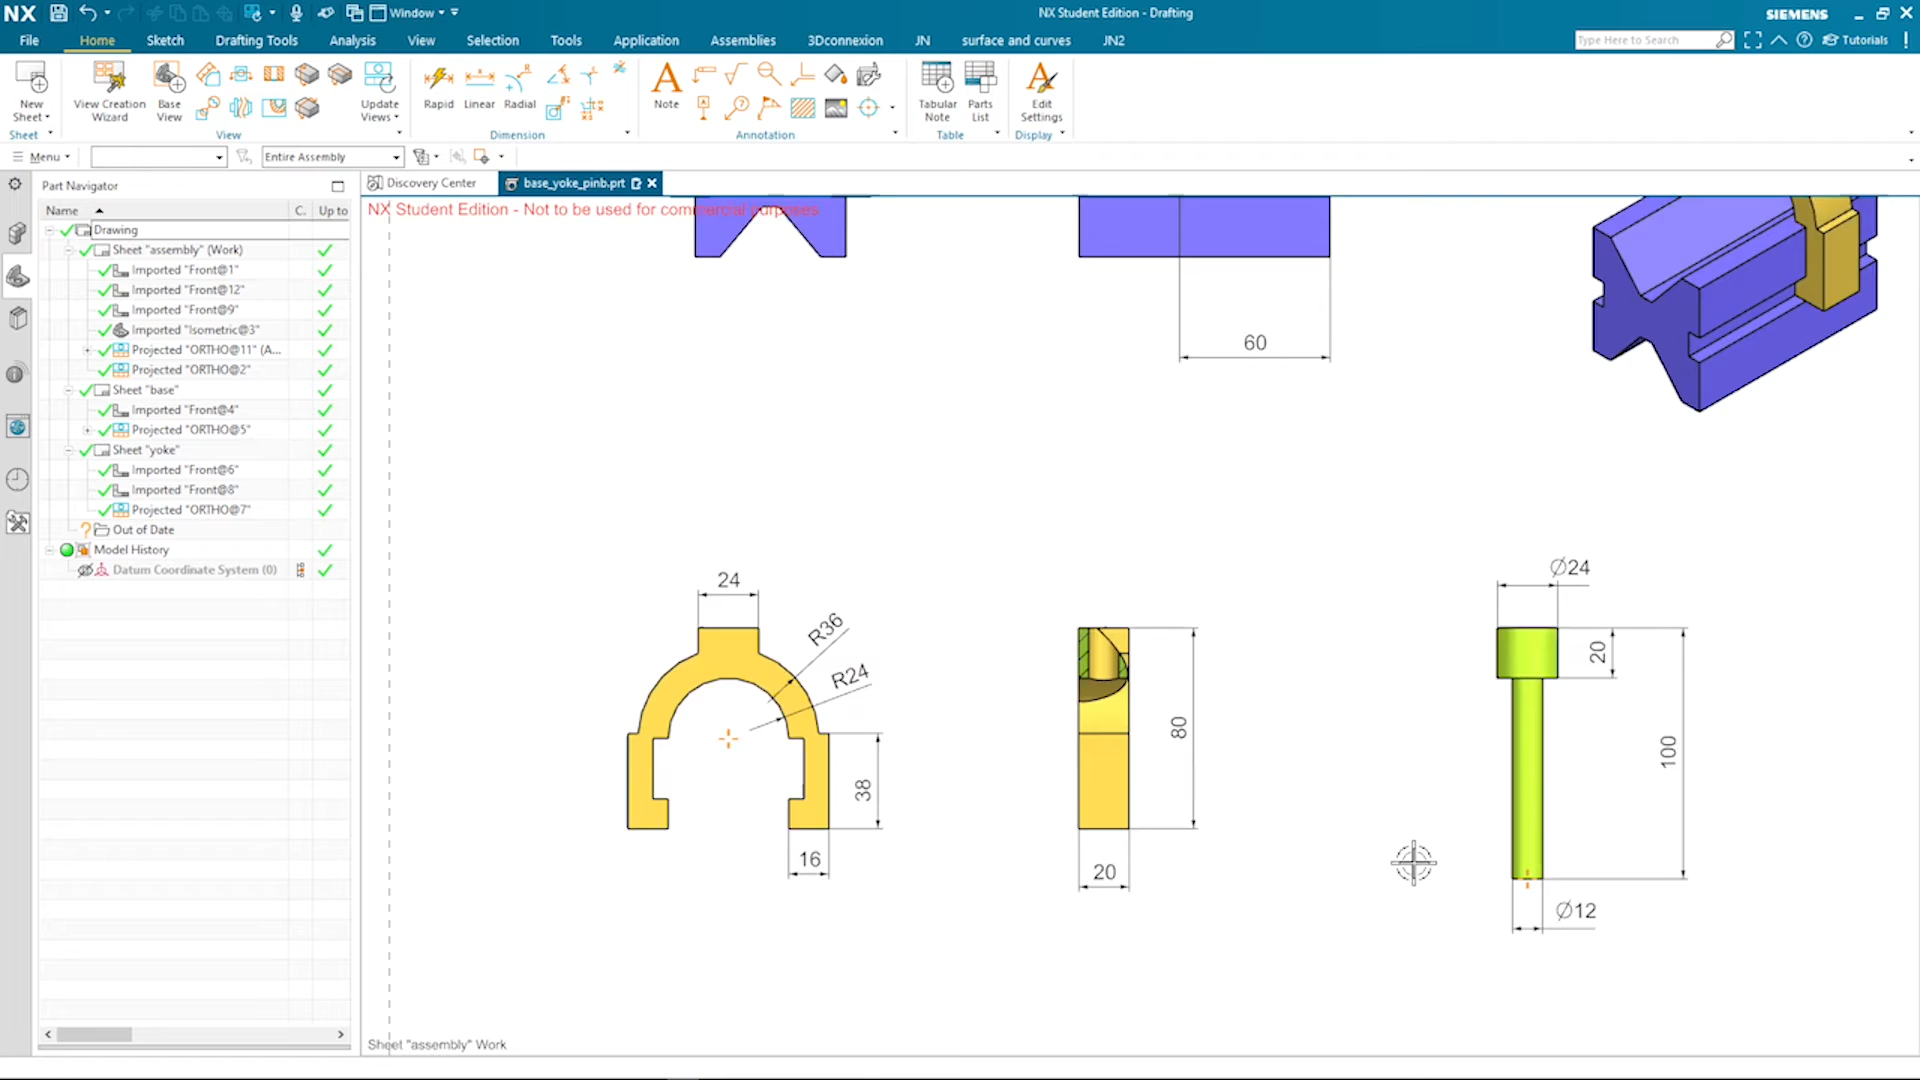 NX
Window
NX Student Edition - Drafting
SIEMENS
File
Home
Sketch
Drafting Tools
Analysis
View
Selection
Tools
Application
Assemblies
3Dconnexion
JN
surface and curves
JN2
Type Here to Search
Tutorials
New Sheet
View Creation Wizard
Base View
Update Views
Rapid
Linear
Radial
Note
Tabular Note
Parts List
Edit Settings
Sheet
View
Dimension
Annotation
Table
Display
Menu
Entire Assembly
Part Navigator
Discovery Center
base_yoke_pinb.prt
Name
C.
Up to
NX Student Edition - Not to be used for commercial purposes
Drawing
Sheet "assembly" (Work)
Imported "Front@1"
Imported "Front@12"
Imported "Front@9"
Imported "Isometric@3"
Projected "ORTHO@11" (A...
Projected "ORTHO@2"
Sheet "base"
Imported "Front@4"
Projected "ORTHO@5"
Sheet "yoke"
Imported "Front@6"
Imported "Front@8"
Projected "ORTHO@7"
Out of Date
Model History
Datum Coordinate System (0)
60
24
R36
R24
38
16
80
20
∅24
20
100
∅12
Sheet "assembly" Work